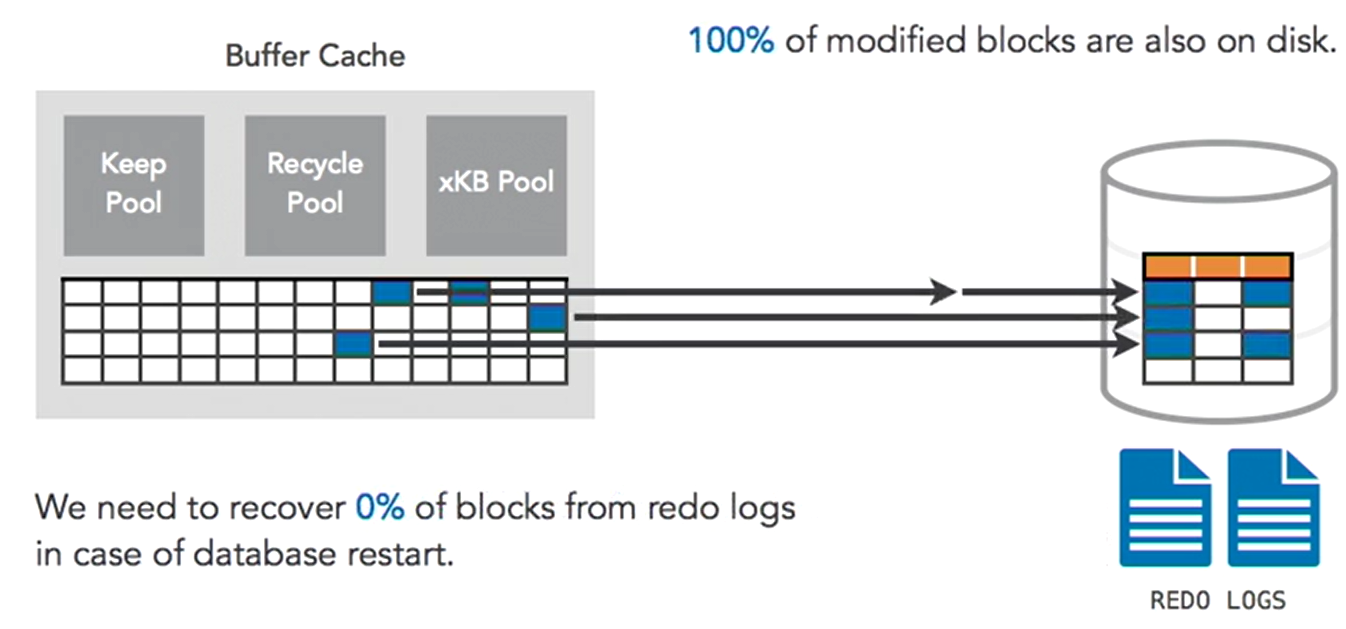 100% of modified blocks are also on disk.
Buffer Cache
Keep
Pool
Recycle
Pool
xKB Pool
We need to recover 0% of blocks from redo logs
in case of database restart.
REDO LOGS